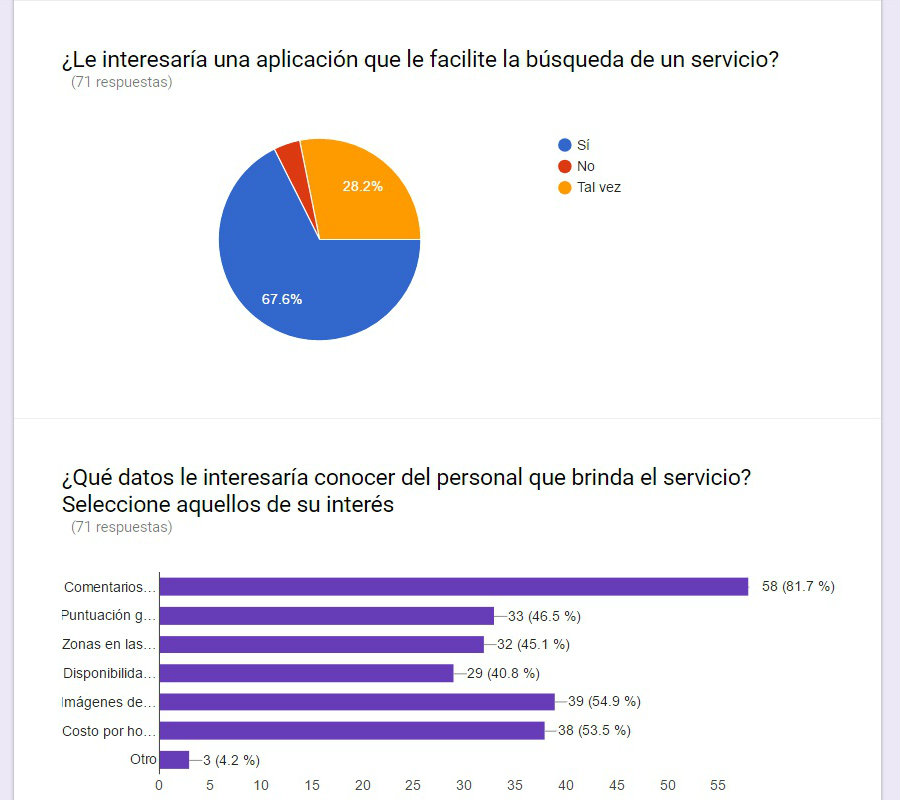 ¿Le interesaría una aplicación que le facilite la búsqueda de un servicio?
(71 respuestas)
Sí
No
Tal vez
28.2%
67.6%
¿Qué datos le interesaría conocer del personal que brinda el servicio?
Seleccione aquellos de su interés
(71 respuestas)
Comentarios… 58 (81.7 %)
Puntuación g… 33 (46.5 %)
Zonas en las… 32 (45.1 %)
Disponibilida… 29 (40.8 %)
Imágenes de… 39 (54.9 %)
Costo por ho… 38 (53.5 %)
Otro 3 (4.2 %)
0 5 10 15 20 25 30 35 40 45 50 55